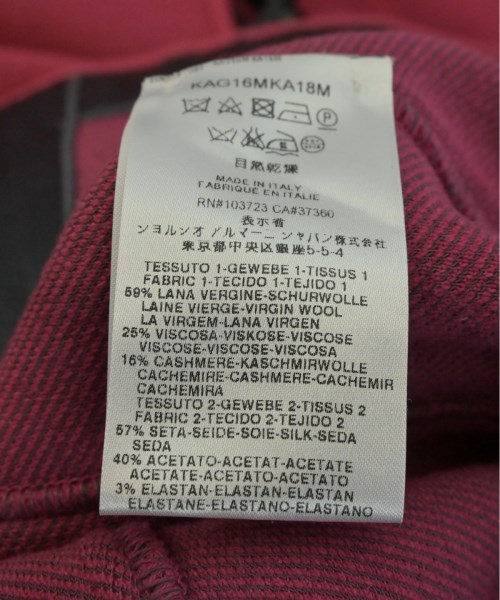 KAG16MKA18M
P
自然乾燥
MADE IN ITALY
FABRIQUÉ EN ITALIE
RN#103723 CA#37360
表示者
ジョルジオ アルマーニ ジャパン株式会社
東京都中央区銀座5-5-4
TESSUTO 1-GEWEBE 1-TISSUS 1
FABRIC 1-TECIDO 1-TEJIDO 1
59% LANA VERGINE-SCHURWOLLE
LAINE VIERGE-VIRGIN WOOL
LA VIRGEM-LANA VIRGEN
25% VISCOSA-VISKOSE-VISCOSE
VISCOSE-VISCOSE-VISCOSA
16% CASHMERE-KASCHMIRWOLLE
CACHEMIRE-CASHMERE-CACHEMIR
CACHEMIRA
TESSUTO 2-GEWEBE 2-TISSUS 2
FABRIC 2-TECIDO 2-TEJIDO 2
57% SETA-SEIDE-SOIE-SILK-SEDA
SEDA
40% ACETATO-ACETAT-ACETATE
ACETATE-ACETATO-ACETATO
3% ELASTAN-ELASTAN-ELASTAN
ELASTANE-ELASTANO-ELASTANO